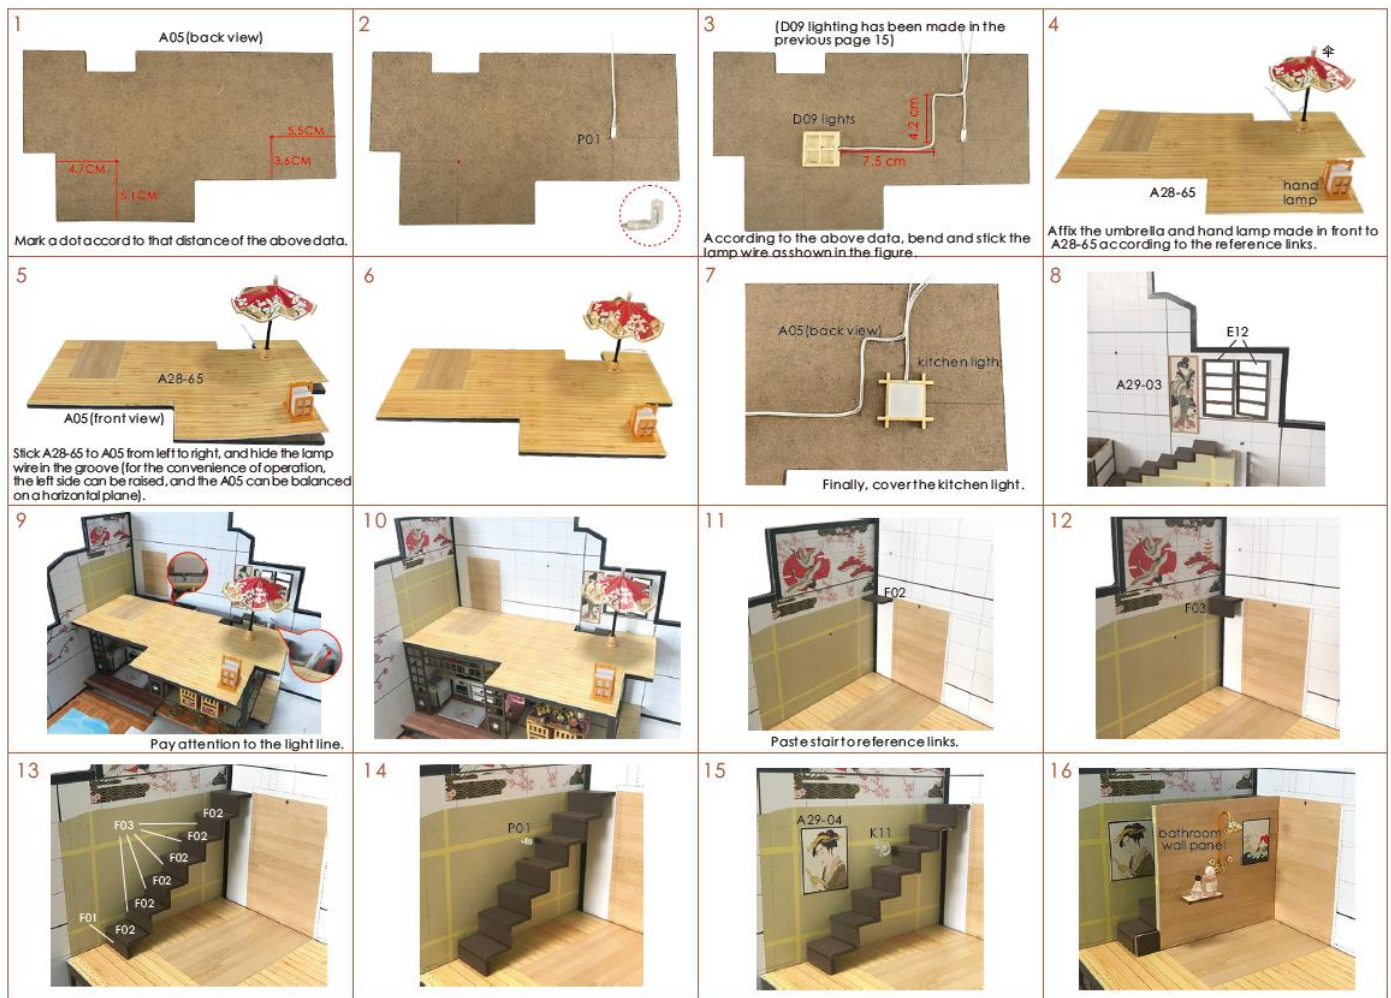 1
A05(back view)
5.5CM
3.6CM
4.7CM
5.1CM
Mark a dot accord to that distance of the above data.
2
P01
3
(D09 lighting has been made in the
previous page 15)
D09 lights
4.2 cm
7.5 cm
According to the above data, bend and stick the
lamp wire as shown in the figure.
4
伞
A28-65
hand
lamp
Affix the umbrella and hand lamp made in front to
A28-65 according to the reference links.
5
A28-65
A05(front view)
Stick A28-65 to A05 from left to right, and hide the lamp
wire in the groove (for the convenience of operation,
the left side can be raised, and the A05 can be balanced
on a horizontal plane).
6
7
A05(back view)
kitchen ligth
Finally, cover the kitchen light.
8
E12
A29-03
9
Pay attention to the light line.
10
11
F02
Paste stair to reference links.
12
F03
13
F02
F03
F02
F02
F02
F02
F01
F02
14
P01
15
A29-04
K11
16
bathroom
wall panel